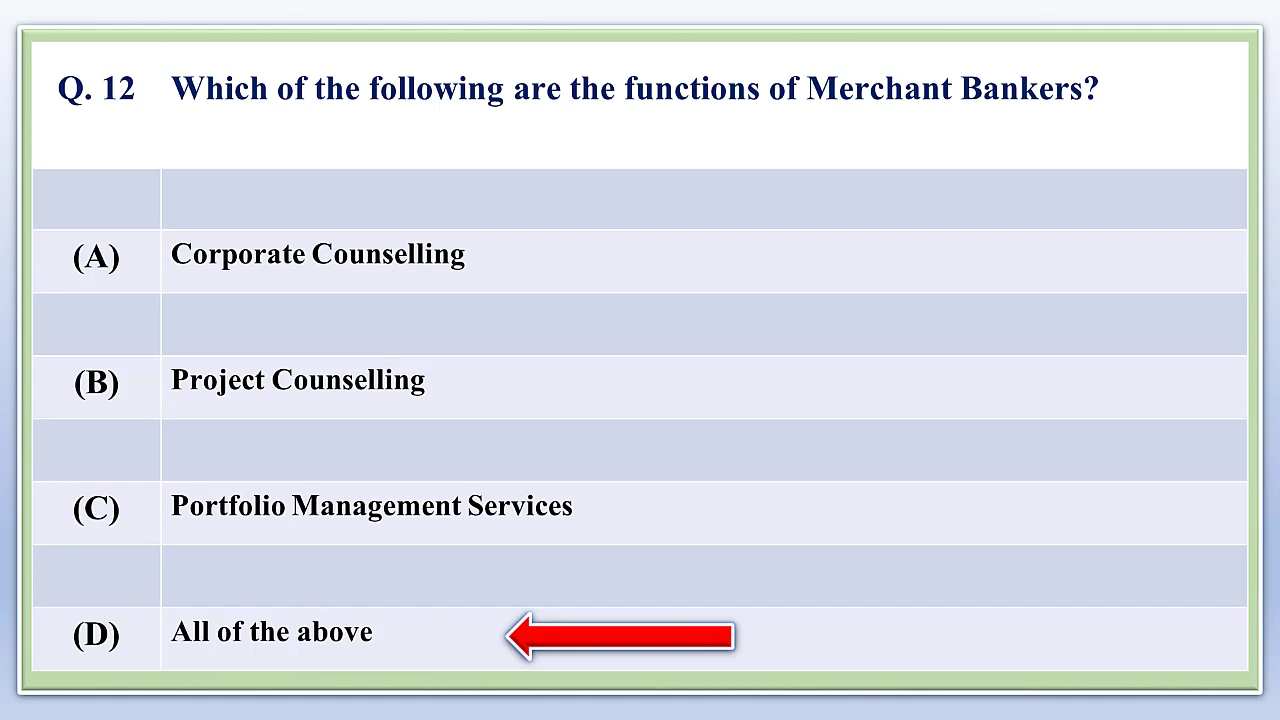 Q. 12 Which of the following are the functions of Merchant Bankers?
(A) Corporate Counselling
(B) Project Counselling
(C) Portfolio Management Services
(D) All of the above